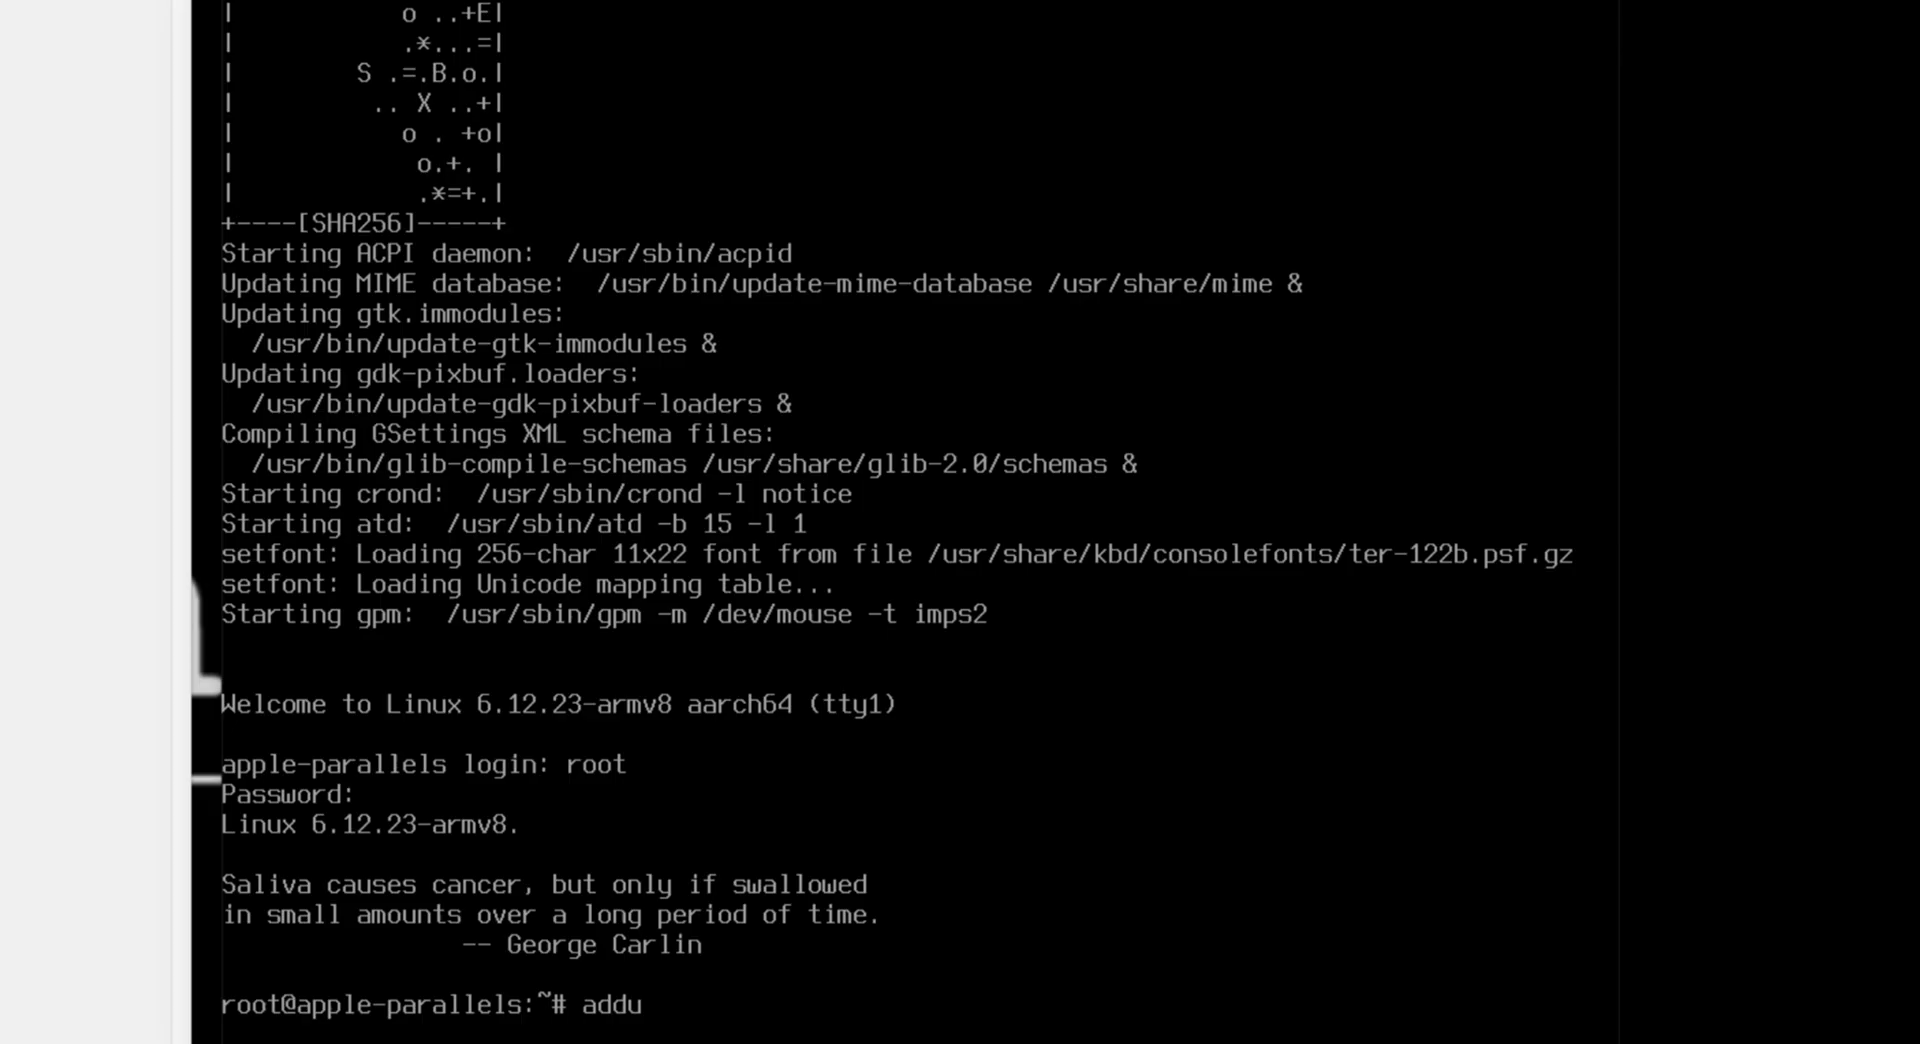 |           o ..+E|
|           .*...=|
|        S .=.B.o.|
|         .. X ..+|
|           o . +o|
|            o.+. |
|            .*=+.|
+----[SHA256]-----+
Starting ACPI daemon:  /usr/sbin/acpid
Updating MIME database:  /usr/bin/update-mime-database /usr/share/mime &
Updating gtk.immodules:
  /usr/bin/update-gtk-immodules &
Updating gdk-pixbuf.loaders:
  /usr/bin/update-gdk-pixbuf-loaders &
Compiling GSettings XML schema files:
  /usr/bin/glib-compile-schemas /usr/share/glib-2.0/schemas &
Starting crond:  /usr/sbin/crond -l notice
Starting atd:  /usr/sbin/atd -b 15 -l 1
setfont: Loading 256-char 11x22 font from file /usr/share/kbd/consolefonts/ter-122b.psf.gz
setfont: Loading Unicode mapping table...
Starting gpm:  /usr/sbin/gpm -m /dev/mouse -t imps2
Welcome to Linux 6.12.23-armv8 aarch64 (tty1)
apple-parallels login: root
Password:
Linux 6.12.23-armv8.
Saliva causes cancer, but only if swallowed
in small amounts over a long period of time.
                -- George Carlin
root@apple-parallels:~# addu